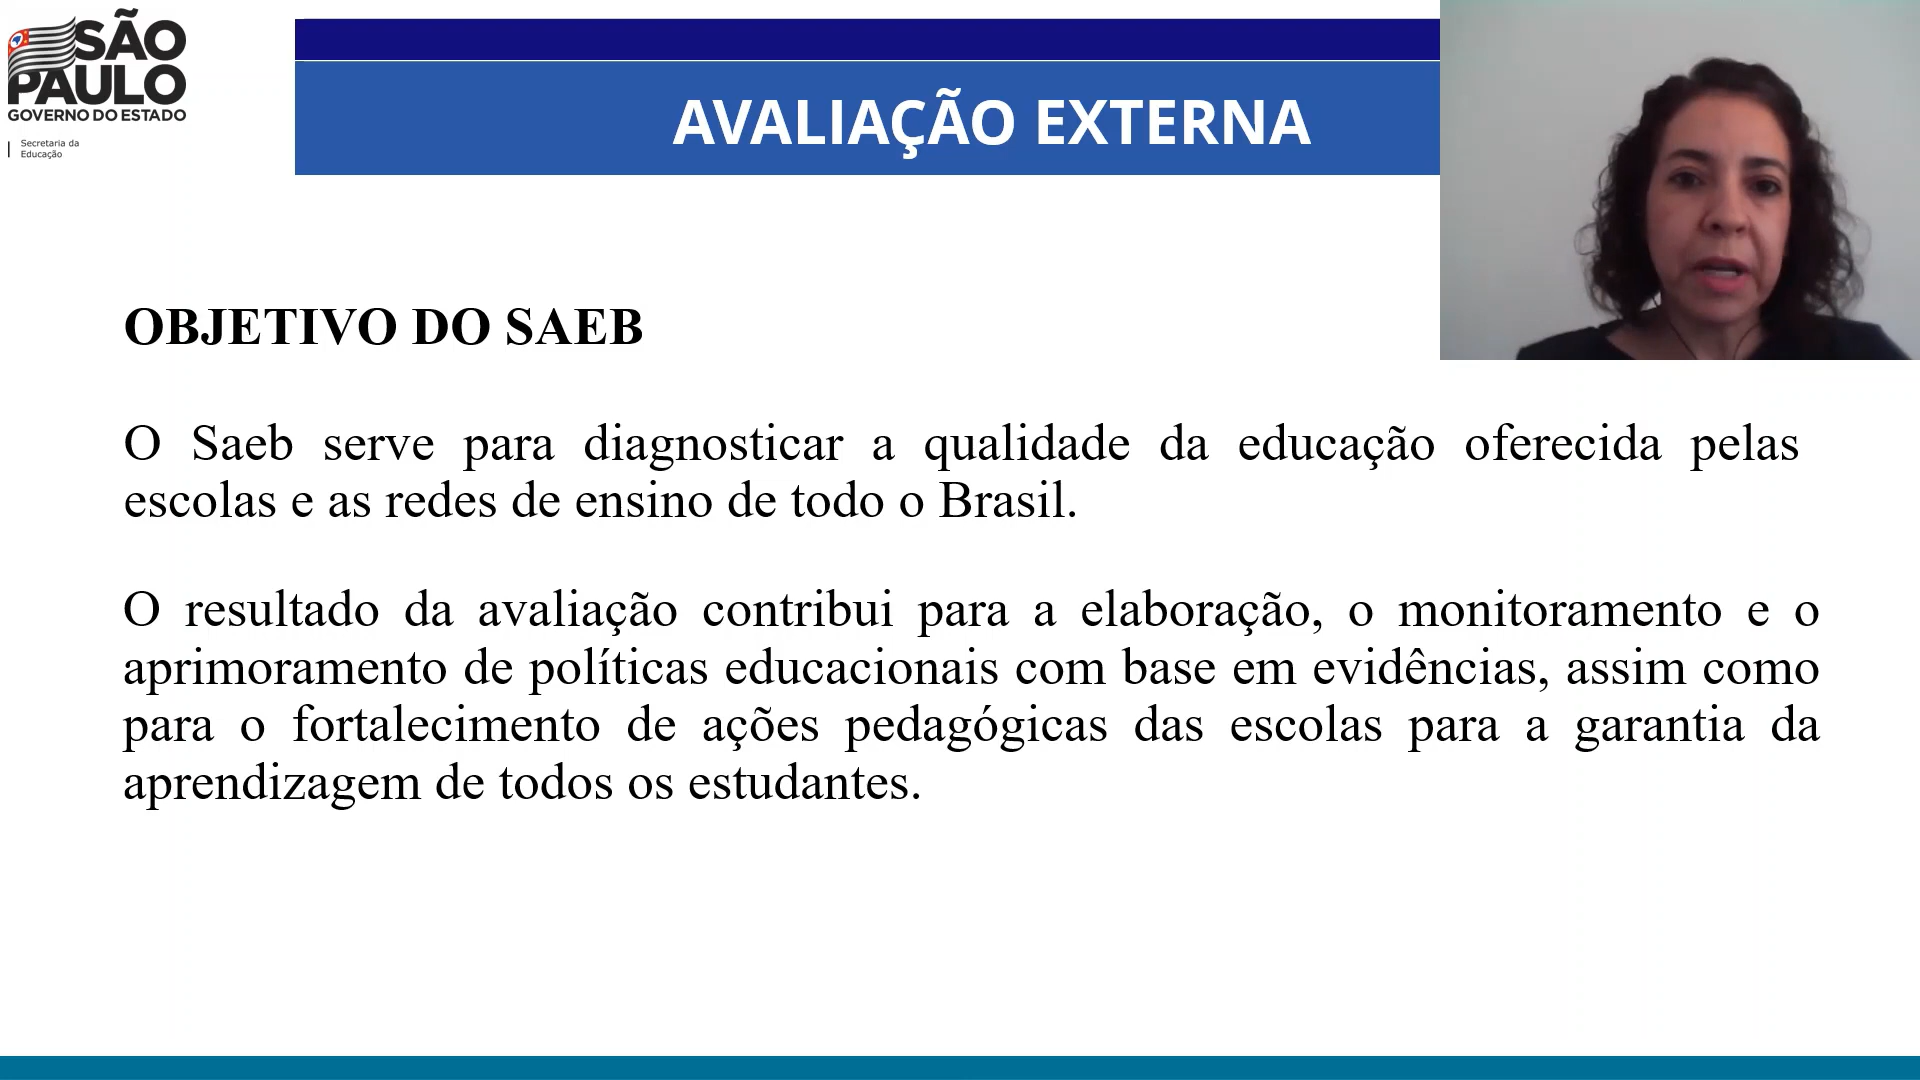 SÃO
PAULO
GOVERNO DO ESTADO
Secretaria da
Educação
AVALIAÇÃO EXTERNA
OBJETIVO DO SAEB
O Saeb serve para diagnosticar a qualidade da educação oferecida pelas
escolas e as redes de ensino de todo o Brasil.
O resultado da avaliação contribui para a elaboração, o monitoramento e o
aprimoramento de políticas educacionais com base em evidências, assim como
para o fortalecimento de ações pedagógicas das escolas para a garantia da
aprendizagem de todos os estudantes.